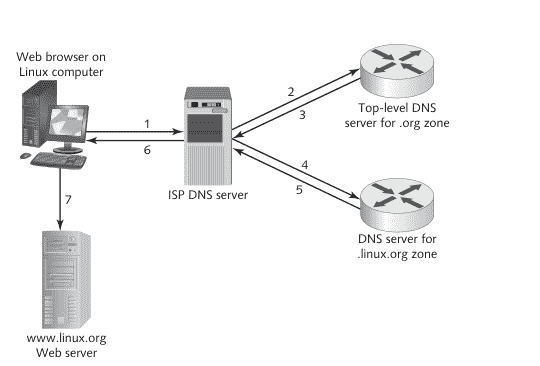 Web browser on
Linux computer
1
6
ISP DNS server
2
3
Top-level DNS
server for .org zone
4
5
DNS server for
.linux.org zone
7
www.linux.org
Web server